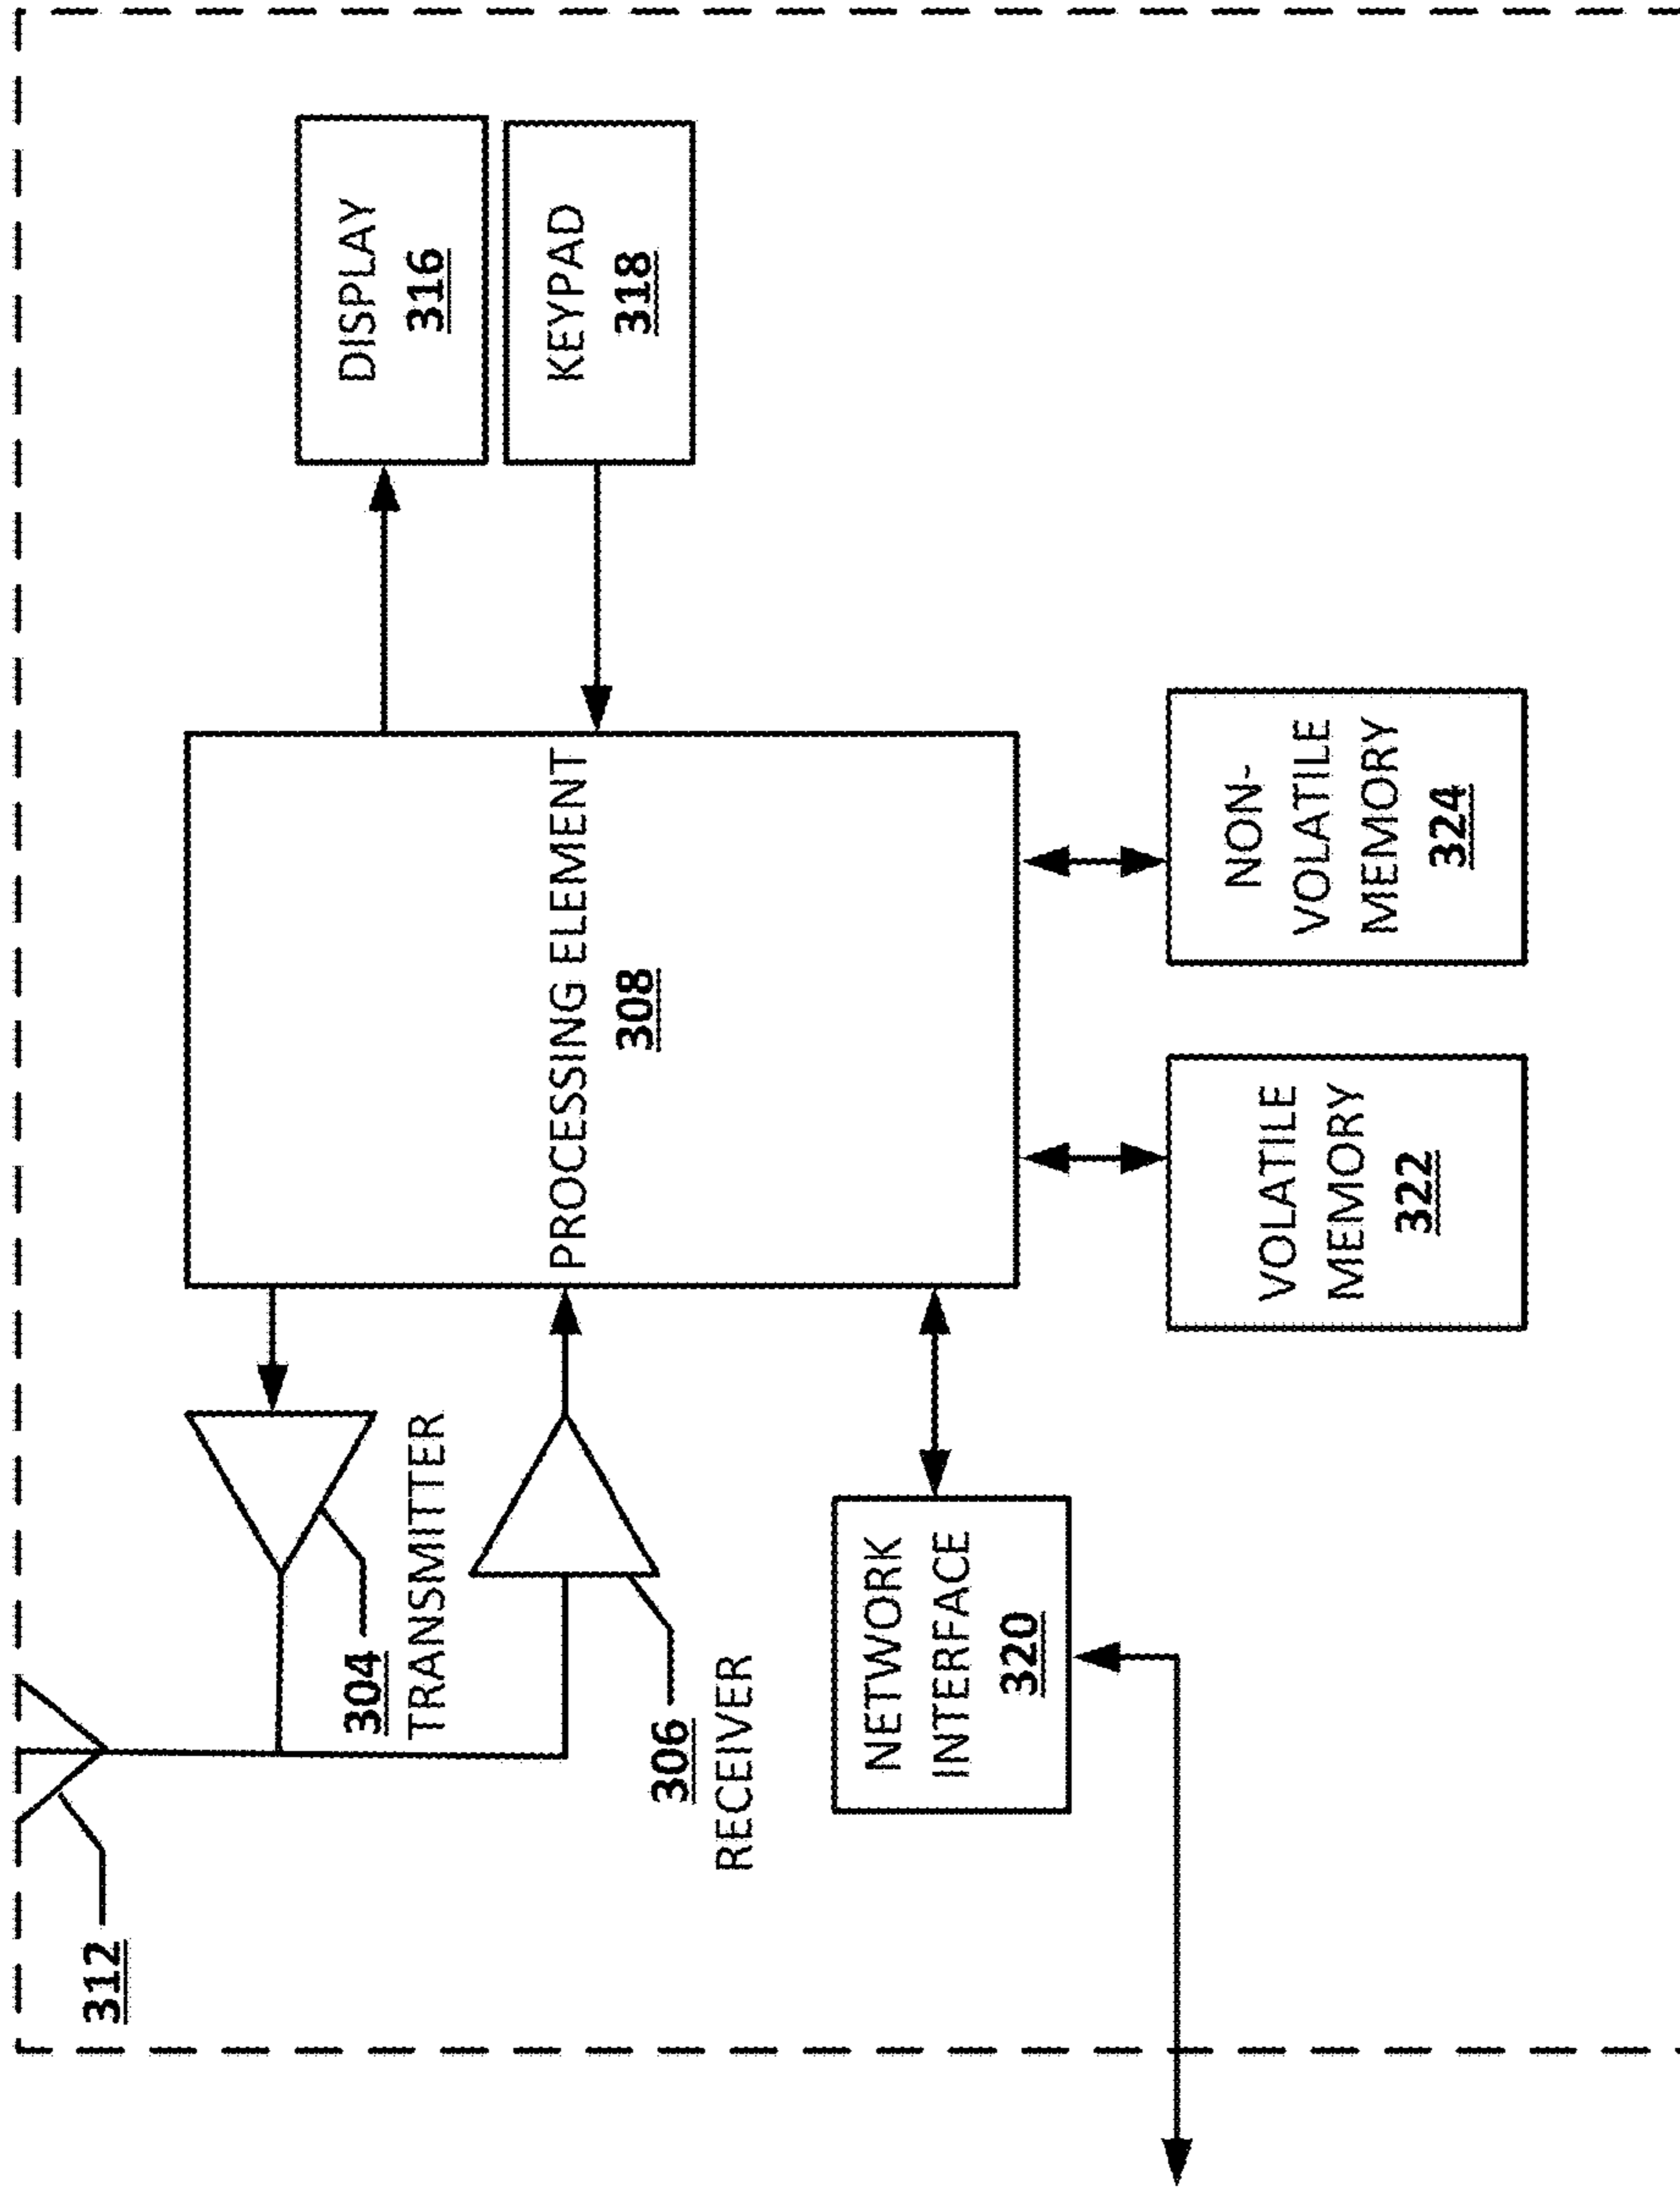 312
304
TRANSMITTER
306
RECEIVER
NETWORK
INTERFACE
320
PROCESSING ELEMENT
308
DISPLAY
316
KEYPAD
318
VOLATILE
MEMORY
322
NON-
VOLATILE
MEMORY
324